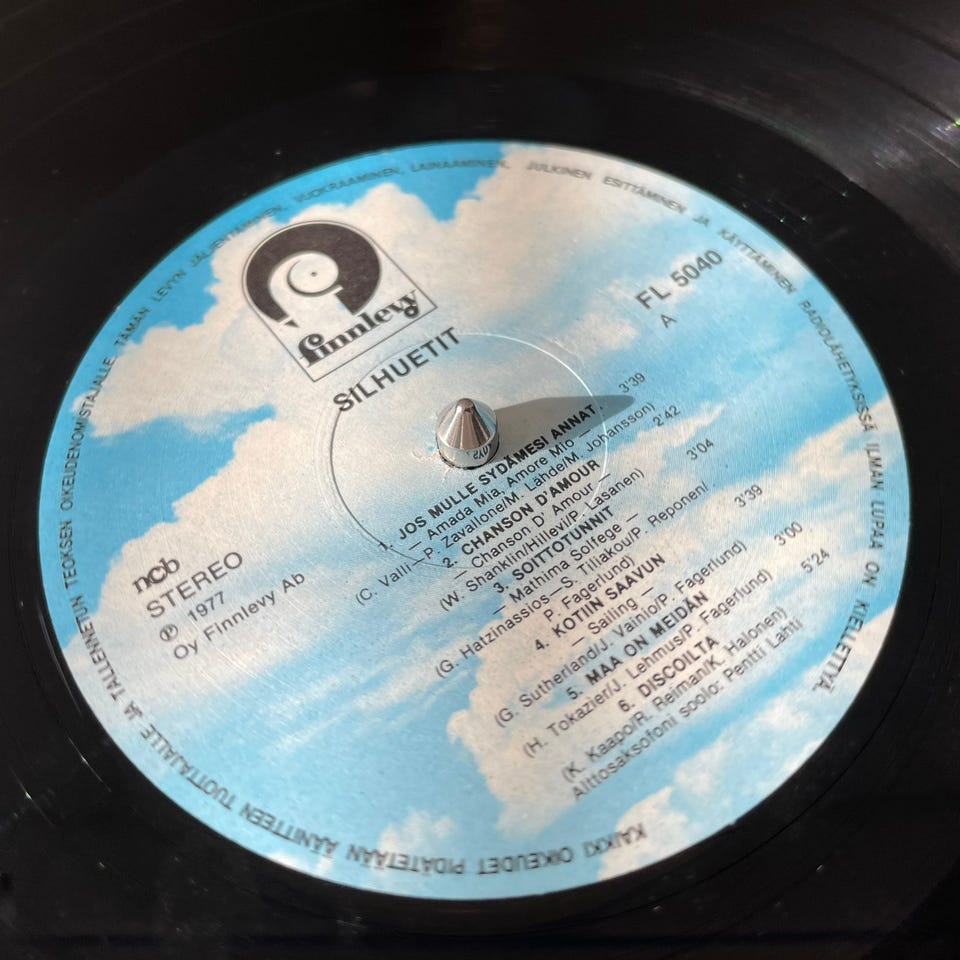 finnlevy
SILHUETIT
FL 5040
A
ncb
STEREO
℗ 1977
Oy Finnlevy Ab
1. JOS MULLE SYDÄMESI ANNAT 3'39
— Amada Mia, Amore Mio —
(C. Valli—P. Zavallone/M. Lahde/M. Johansson)
2. CHANSON D'AMOUR 2'42
— Chanson D' Amour —
(W. Shanklin/Hillevi/P. Lasanen)
3. SOITTOTUNNIT 3'04
— Mathima Solfege —
(G. Hatzinassios—S. Tiliakou/P. Reponen/
P. Fagerlund)
4. KOTIIN SAAVUN 3'39
— Sailing —
(G. Sutherland/J. Vainio/P. Fagerlund)
5. MAA ON MEIDÄN 3'00
(H. Tokazier/J. Lehmus/P. Fagerlund)
6. DISCOILTA 5'24
(K. Kaapo/R. Reiman/K. Halonen)
Alttosaksofoni soolo: Pentti Lahti
KAIKKI OIKEUDET PIDÄTETÄÄN ÄÄNITTEEN TUOTTAJALLE JA TALLENNETUN TEOKSEN OIKEUDENOMISTAJALLE. TÄMÄN LEVYN JÄLJENTÄMINEN, VUOKRAAMINEN, LAINAAMINEN, JULKINEN ESITTÄMINEN JA KÄYTTÄMINEN RADIOLÄHETYKSISSÄ ILMAN LUPAA ON KIELLETTYÄ.